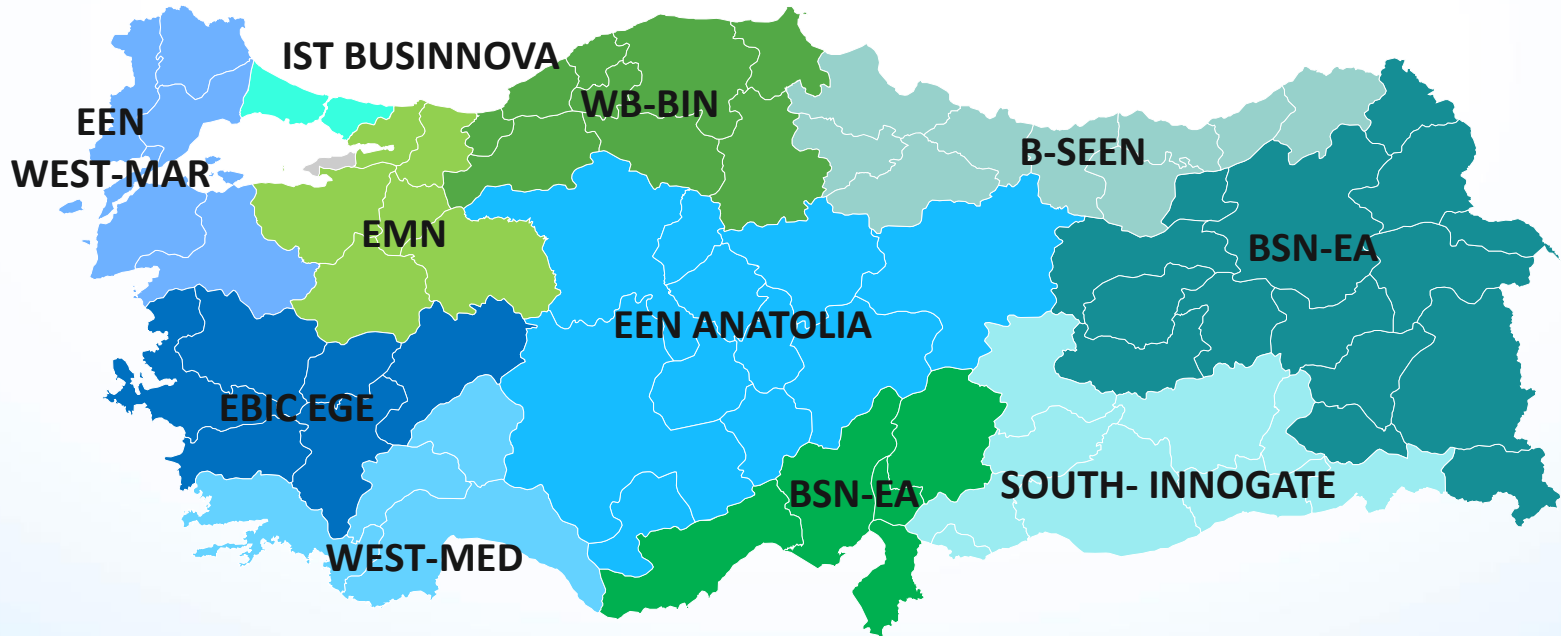 IST BUSINNOVA
WB-BIN
EEN
WEST-MAR
B-SEEN
EMN
BSN-EA
EEN ANATOLIA
EBIC EGE
BSN-EA
SOUTH- INNOGATE
WEST-MED